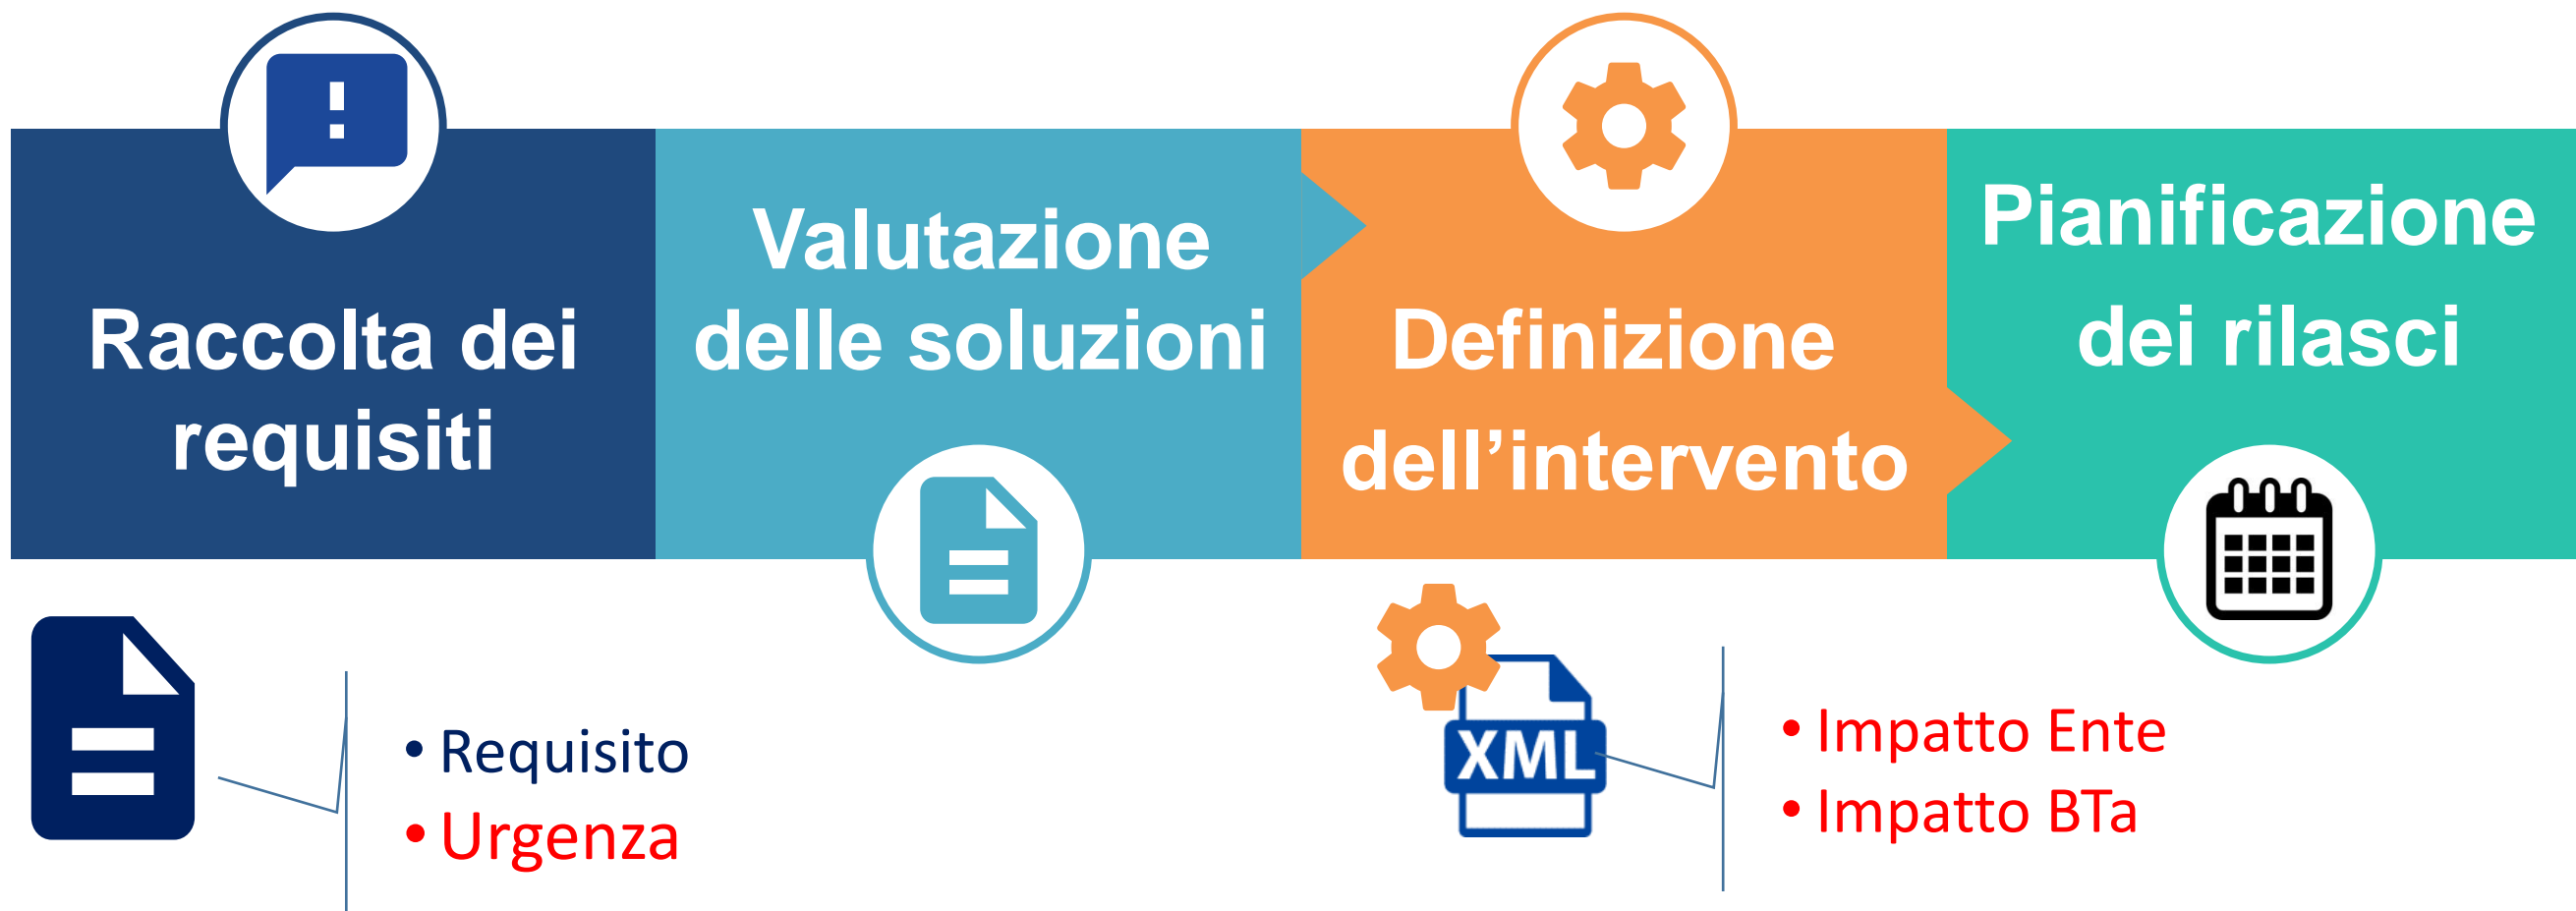 Raccolta dei
requisiti
Valutazione
delle soluzioni
Definizione
dell’intervento
Pianificazione
dei rilasci
• Requisito
• Urgenza
XML
• Impatto Ente
• Impatto BTa